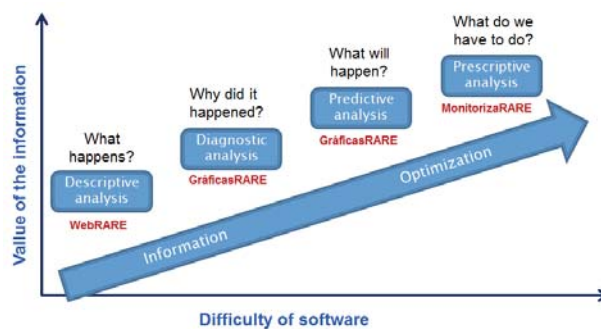 What do we
have to do?
Prescriptive
analysis
MonitorizaRARE
What will
happen?
Predictive
analysis
GráficasRARE
Why did it
happened?
Diagnostic
analysis
GráficasRARE
What
happens?
Descriptive
analysis
WebRARE
Information
Optimization
Vallue of the information
Difficulty of software